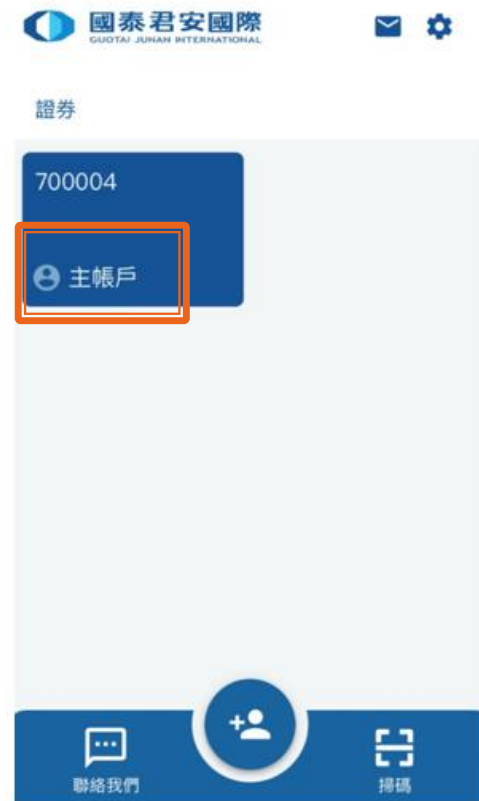 國泰君安國際
GUOTAI JUNAN INTERNATIONAL
證券
700004
主帳戶
聯絡我們
掃碼